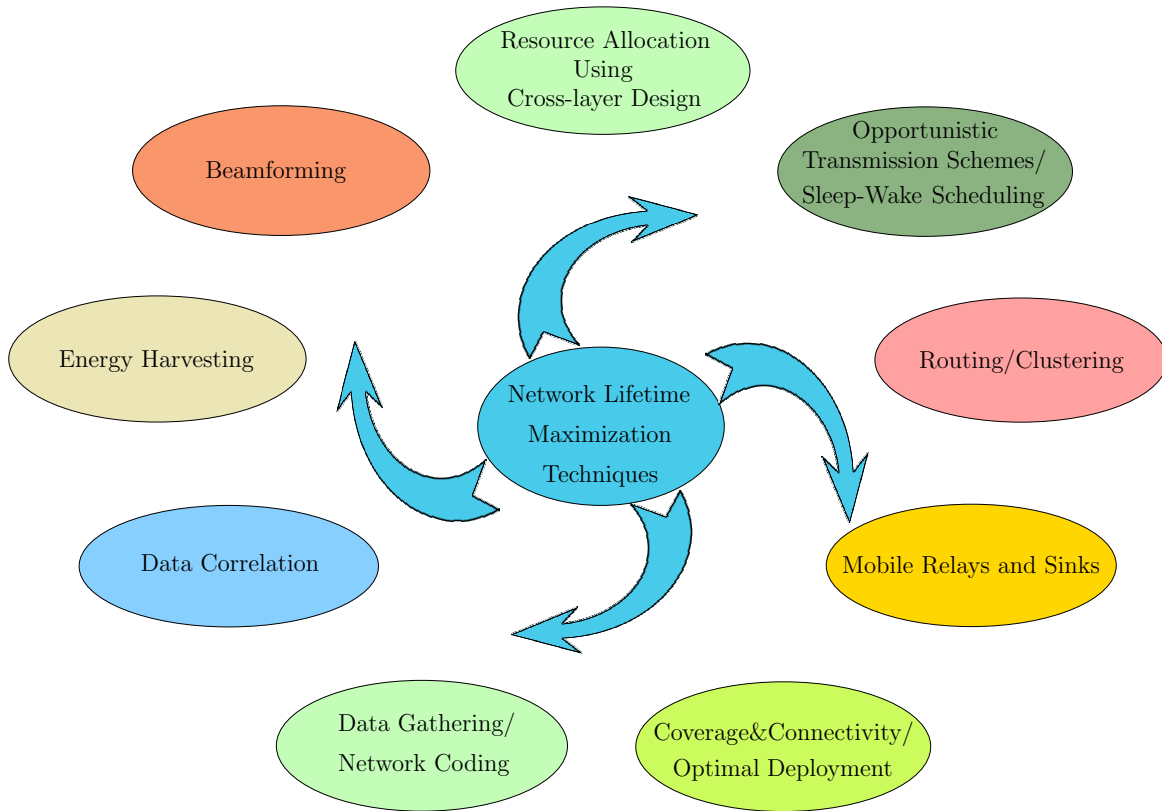 Resource Allocation
Using
Cross-layer Design
Opportunistic
Transmission Schemes/
Sleep-Wake Scheduling
Beamforming
Energy Harvesting
Routing/Clustering
Network Lifetime
Maximization
Techniques
Data Correlation
Mobile Relays and Sinks
Data Gathering/
Network Coding
Coverage&Connectivity/
Optimal Deployment